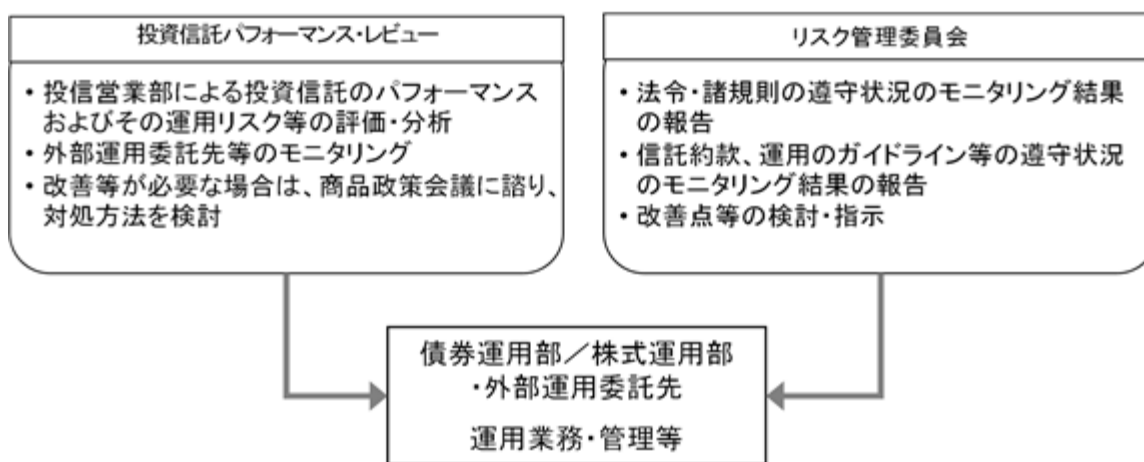 投資信託パフォーマンス・レビュー
・投信営業部による投資信託のパフォーマンス
およびその運用リスク等の評価・分析
・外部運用委託先等のモニタリング
・改善等が必要な場合は、商品政策会議に諮り、
対処方法を検討
リスク管理委員会
・法令・諸規則の遵守状況のモニタリング結果
の報告
・信託約款、運用のガイドライン等の遵守状況
のモニタリング結果の報告
・改善点等の検討・指示
債券運用部／株式運用部
・外部運用委託先
運用業務・管理等